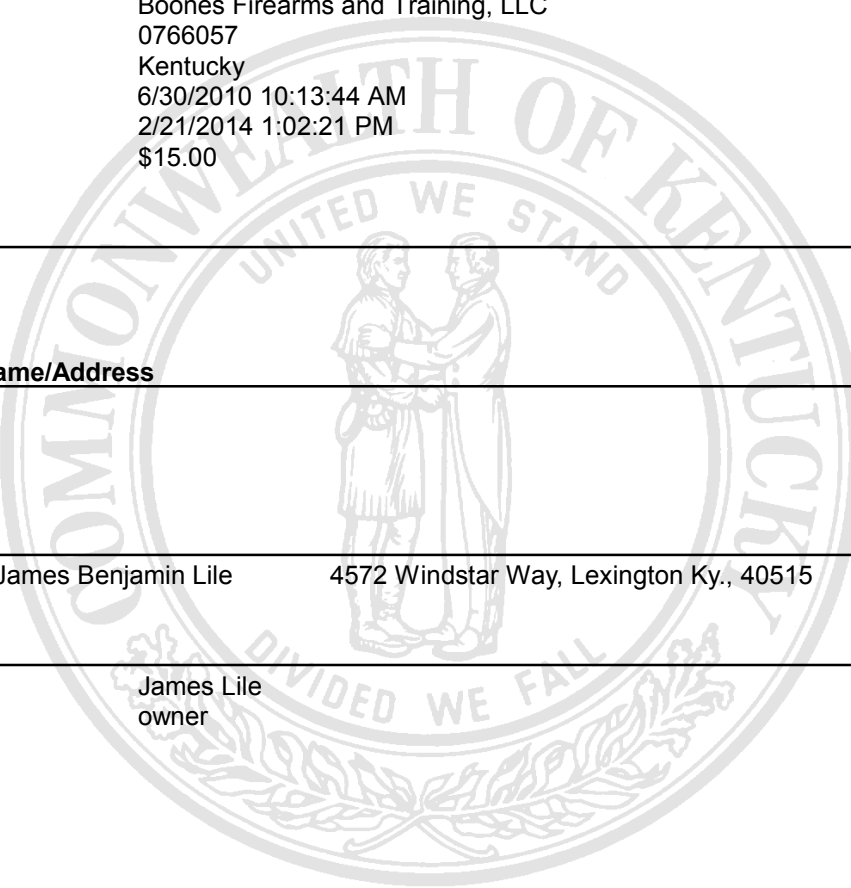 Boones Firearms and Training, LLC
0766057
Kentucky
6/30/2010 10:13:44 AM
2/21/2014 1:02:21 PM
$15.00
COMMONWEALTH OF KENTUCKY
UNITED WE STAND
ame/Address
James Benjamin Lile 4572 Windstar Way, Lexington Ky., 40515
DIVIDED WE FALL
James Lile
owner